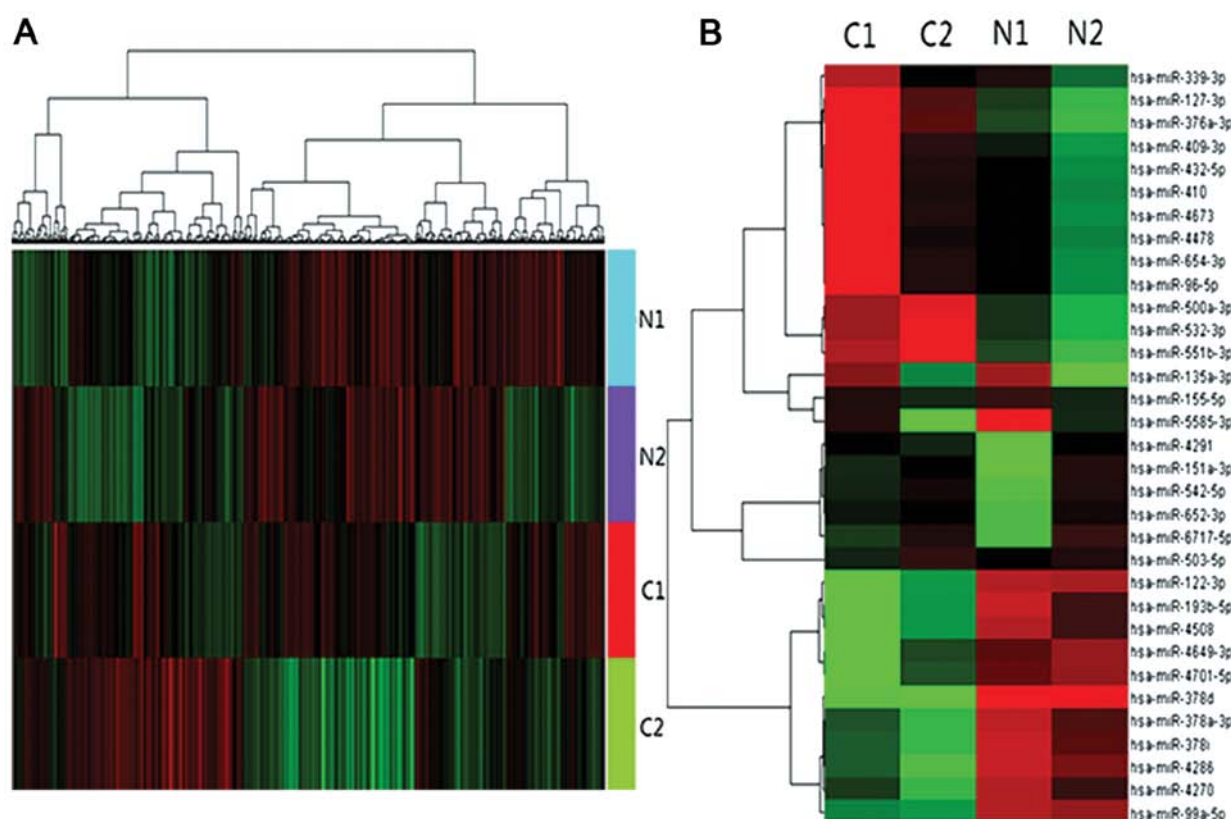 A
N1
N2
C1
C2
B
C1 C2 N1 N2
hsa-miR-339-3p
hsa-miR-127-3p
hsa-miR-376a-3p
hsa-miR-409-3p
hsa-miR-432-5p
hsa-miR-410
hsa-miR-4673
hsa-miR-4478
hsa-miR-654-3p
hsa-miR-96-5p
hsa-miR-500a-3p
hsa-miR-532-3p
hsa-miR-551b-3p
hsa-miR-135a-3p
hsa-miR-155-5p
hsa-miR-5585-3p
hsa-miR-4291
hsa-miR-151a-3p
hsa-miR-542-5p
hsa-miR-652-3p
hsa-miR-6717-5p
hsa-miR-503-5p
hsa-miR-122-3p
hsa-miR-193b-5p
hsa-miR-4508
hsa-miR-4649-3p
hsa-miR-4701-5p
hsa-miR-378d
hsa-miR-378a-3p
hsa-miR-378i
hsa-miR-4286
hsa-miR-4270
hsa-miR-99a-5p